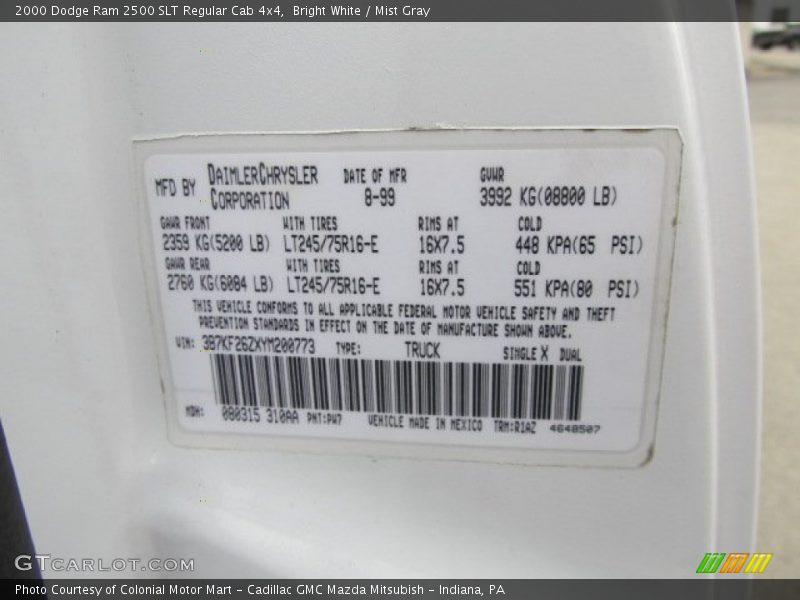 2000 Dodge Ram 2500 SLT Regular Cab 4x4, Bright White / Mist Gray
MFD BY DAIMLERCHRYSLER CORPORATION DATE OF MFR 8-99 GVWR 3992 KG(08800 LB)
GAWR FRONT WITH TIRES RIMS AT COLD
2359 KG(5200 LB) LT245/75R16-E 16X7.5 448 KPA(65 PSI)
GAWR REAR WITH TIRES RIMS AT COLD
2760 KG(6084 LB) LT245/75R16-E 16X7.5 551 KPA(80 PSI)
THIS VEHICLE CONFORMS TO ALL APPLICABLE FEDERAL MOTOR VEHICLE SAFETY AND THEFT
PREVENTION STANDARDS IN EFFECT ON THE DATE OF MANUFACTURE SHOWN ABOVE.
VIN: 3B7KF26ZXYM200773 TYPE: TRUCK SINGLE X DUAL
MDH: 080315 310AA PNT:PW7 VEHICLE MADE IN MEXICO TRM:R1AZ 4648507
GTCARLOT.COM
Photo Courtesy of Colonial Motor Mart - Cadillac GMC Mazda Mitsubish - Indiana, PA